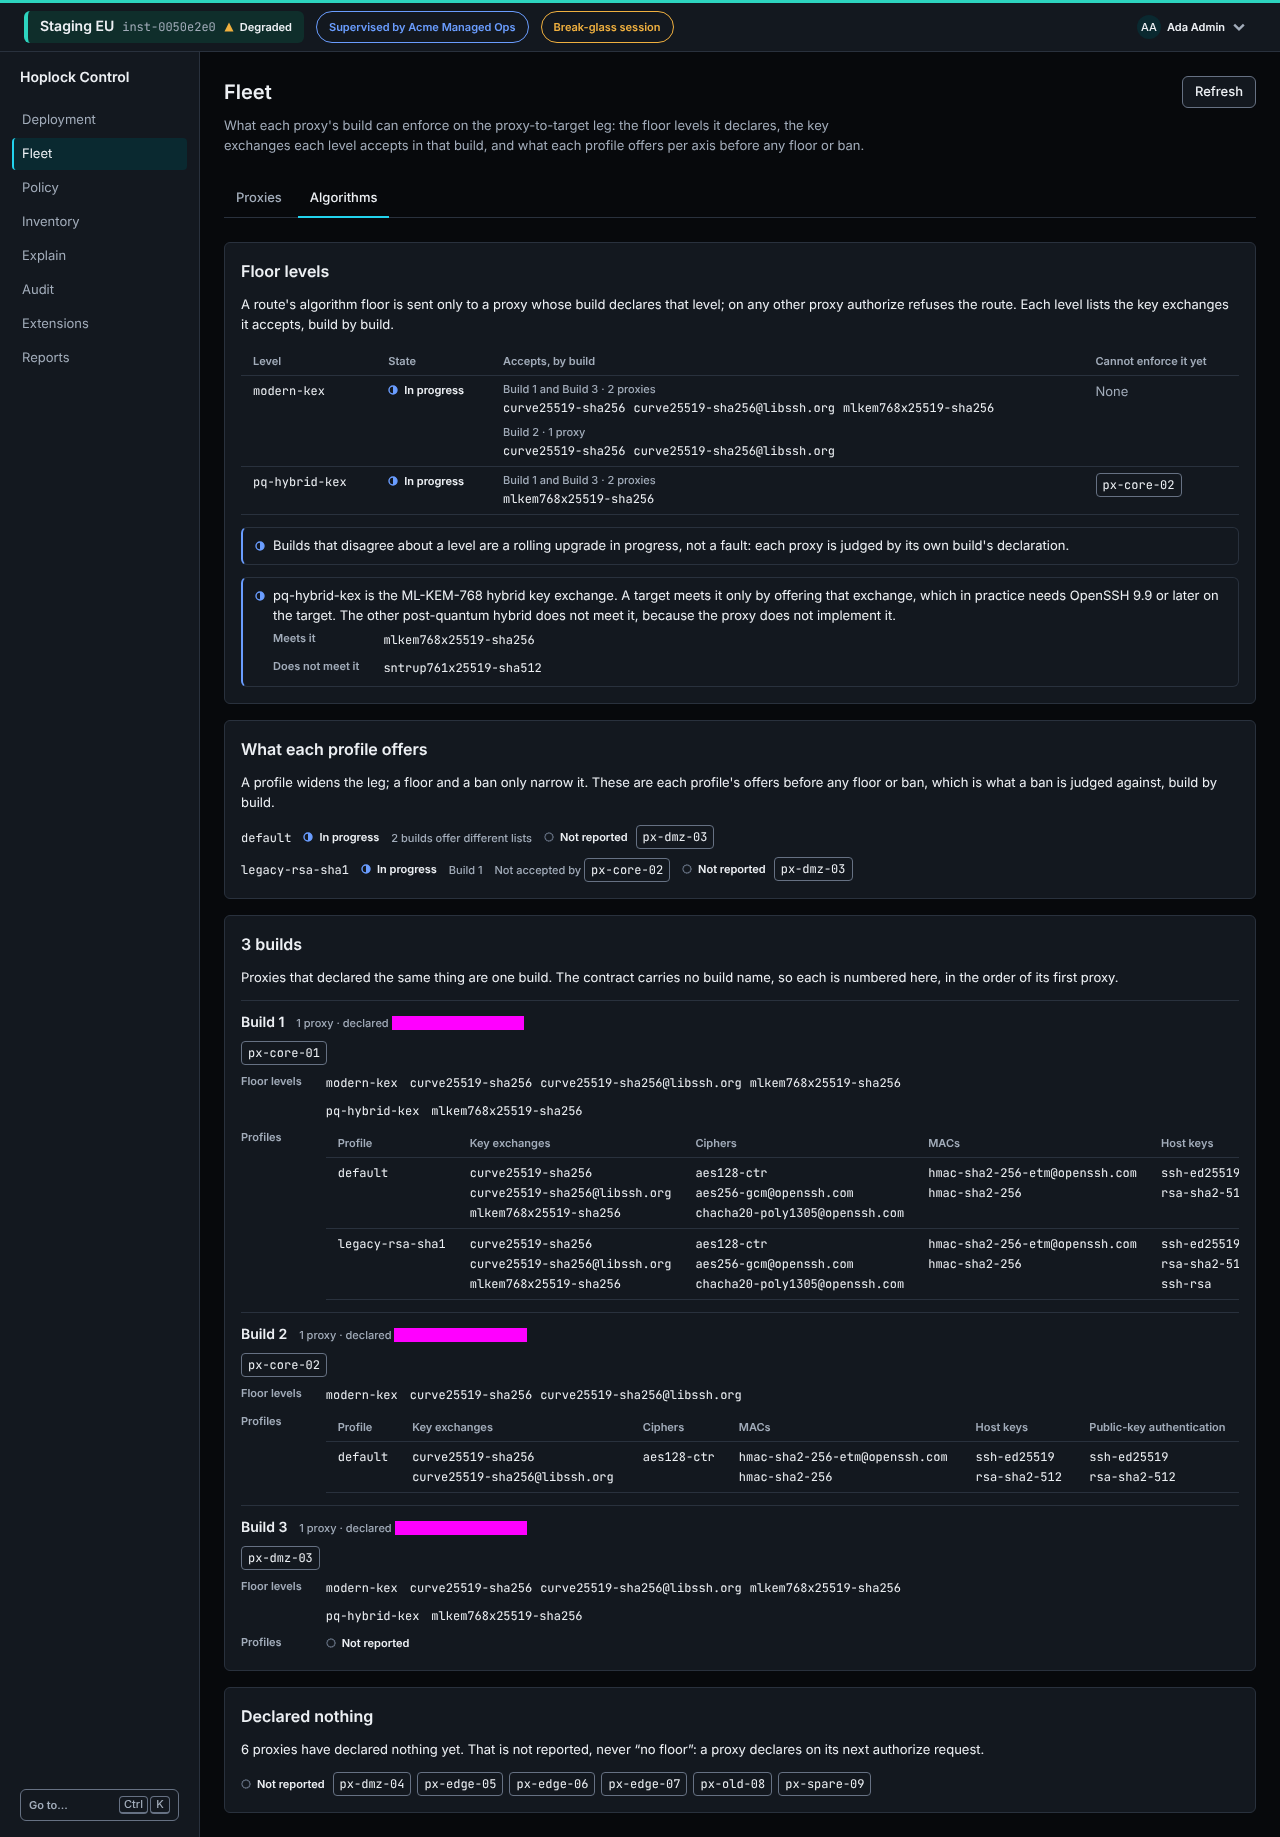 Staging EU inst-0050e2e0 Degraded Supervised by Acme Managed Ops Break-glass session AA Ada Admin
Hoplock Control
Deployment
Fleet
Policy
Inventory
Explain
Audit
Extensions
Reports
Go to... Ctrl K
Fleet
Refresh
What each proxy's build can enforce on the proxy-to-target leg: the floor levels it declares, the key
exchanges each level accepts in that build, and what each profile offers per axis before any floor or ban.
Proxies Algorithms
Floor levels
A route's algorithm floor is sent only to a proxy whose build declares that level; on any other proxy authorize refuses the route. Each level lists the key exchanges
it accepts, build by build.
Level State Accepts, by build Cannot enforce it yet
modern-kex In progress Build 1 and Build 3 · 2 proxies None
curve25519-sha256 curve25519-sha256@libssh.org mlkem768x25519-sha256
Build 2 · 1 proxy
curve25519-sha256 curve25519-sha256@libssh.org
pq-hybrid-kex In progress Build 1 and Build 3 · 2 proxies px-core-02
mlkem768x25519-sha256
Builds that disagree about a level are a rolling upgrade in progress, not a fault: each proxy is judged by its own build's declaration.
pq-hybrid-kex is the ML-KEM-768 hybrid key exchange. A target meets it only by offering that exchange, which in practice needs OpenSSH 9.9 or later on
the target. The other post-quantum hybrid does not meet it, because the proxy does not implement it.
Meets it mlkem768x25519-sha256
Does not meet it sntrup761x25519-sha512
What each profile offers
A profile widens the leg; a floor and a ban only narrow it. These are each profile's offers before any floor or ban, which is what a ban is judged against, build by
build.
default In progress 2 builds offer different lists Not reported px-dmz-03
legacy-rsa-sha1 In progress Build 1 Not accepted by px-core-02 Not reported px-dmz-03
3 builds
Proxies that declared the same thing are one build. The contract carries no build name, so each is numbered here, in the order of its first proxy.
Build 1 1 proxy · declared
px-core-01
Floor levels modern-kex curve25519-sha256 curve25519-sha256@libssh.org mlkem768x25519-sha256
pq-hybrid-kex mlkem768x25519-sha256
Profiles Profile Key exchanges Ciphers MACs Host keys
default curve25519-sha256 aes128-ctr hmac-sha2-256-etm@openssh.com ssh-ed25519
curve25519-sha256@libssh.org aes256-gcm@openssh.com hmac-sha2-256 rsa-sha2-51
mlkem768x25519-sha256 chacha20-poly1305@openssh.com
legacy-rsa-sha1 curve25519-sha256 aes128-ctr hmac-sha2-256-etm@openssh.com ssh-ed25519
curve25519-sha256@libssh.org aes256-gcm@openssh.com hmac-sha2-256 rsa-sha2-51
mlkem768x25519-sha256 chacha20-poly1305@openssh.com ssh-rsa
Build 2 1 proxy · declared
px-core-02
Floor levels modern-kex curve25519-sha256 curve25519-sha256@libssh.org
Profiles Profile Key exchanges Ciphers MACs Host keys Public-key authentication
default curve25519-sha256 aes128-ctr hmac-sha2-256-etm@openssh.com ssh-ed25519 ssh-ed25519
curve25519-sha256@libssh.org hmac-sha2-256 rsa-sha2-512 rsa-sha2-512
Build 3 1 proxy · declared
px-dmz-03
Floor levels modern-kex curve25519-sha256 curve25519-sha256@libssh.org mlkem768x25519-sha256
pq-hybrid-kex mlkem768x25519-sha256
Profiles Not reported
Declared nothing
6 proxies have declared nothing yet. That is not reported, never “no floor”: a proxy declares on its next authorize request.
Not reported px-dmz-04 px-edge-05 px-edge-06 px-edge-07 px-old-08 px-spare-09